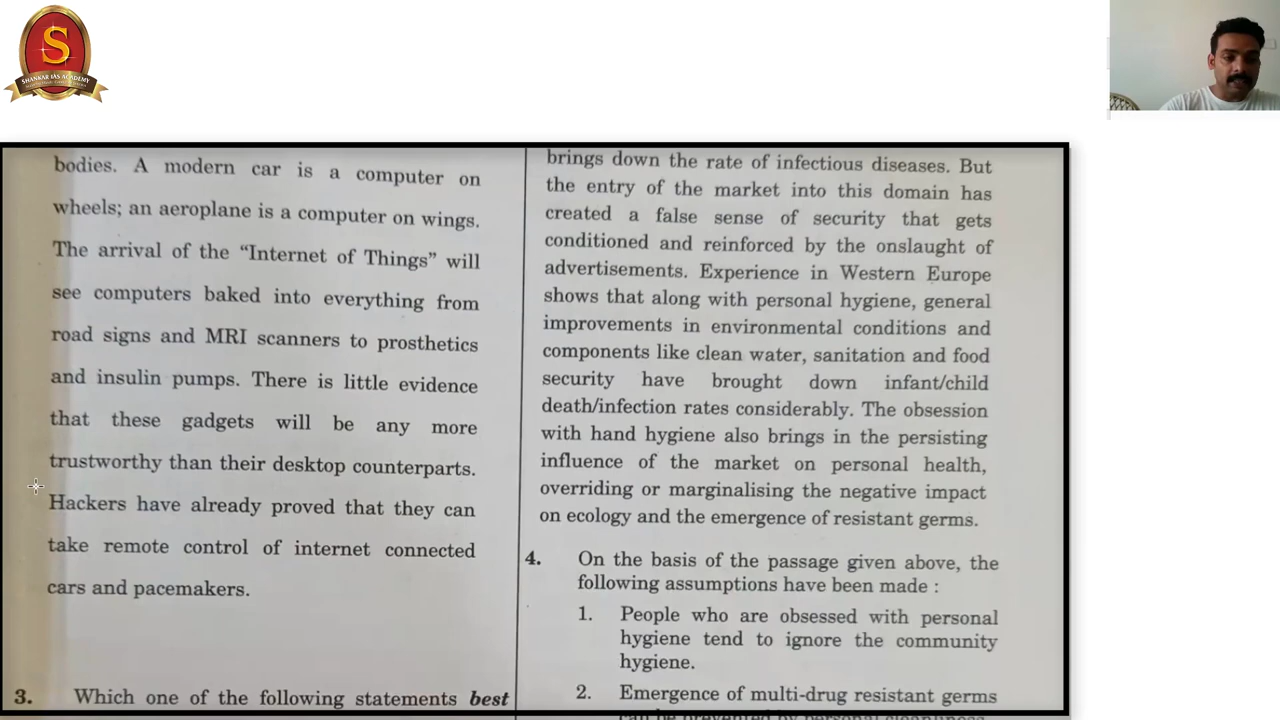 S
SHANKAR IAS ACADEMY
bodies. A modern car is a computer on
wheels; an aeroplane is a computer on wings.
The arrival of the “Internet of Things” will
see computers baked into everything from
road signs and MRI scanners to prosthetics
and insulin pumps. There is little evidence
that these gadgets will be any more
trustworthy than their desktop counterparts.
Hackers have already proved that they can
take remote control of internet connected
cars and pacemakers.
3. Which one of the following statements best
brings down the rate of infectious diseases. But
the entry of the market into this domain has
created a false sense of security that gets
conditioned and reinforced by the onslaught of
advertisements. Experience in Western Europe
shows that along with personal hygiene, general
improvements in environmental conditions and
components like clean water, sanitation and food
security have brought down infant/child
death/infection rates considerably. The obsession
with hand hygiene also brings in the persisting
influence of the market on personal health,
overriding or marginalising the negative impact
on ecology and the emergence of resistant germs.
4. On the basis of the passage given above, the
following assumptions have been made :
1. People who are obsessed with personal
hygiene tend to ignore the community
hygiene.
2. Emergence of multi-drug resistant germs
can be prevented by personal cleanliness.